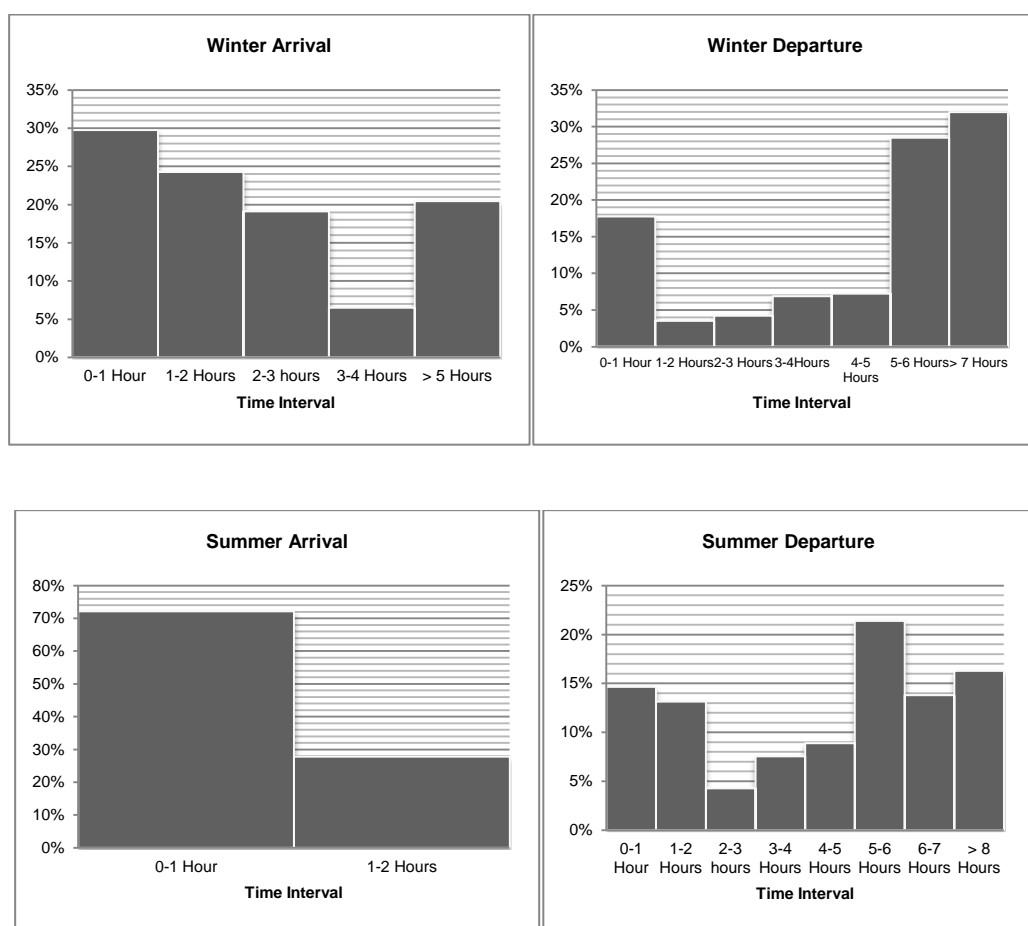 Winter Arrival
35%
30%
25%
20%
15%
10%
5%
0%
0-1 Hour 1-2 Hours 2-3 hours 3-4 Hours > 5 Hours
Time Interval
Winter Departure
35%
30%
25%
20%
15%
10%
5%
0%
0-1 Hour 1-2 Hours 2-3 Hours 3-4Hours 4-5 Hours 5-6 Hours > 7 Hours
Time Interval
Summer Arrival
80%
70%
60%
50%
40%
30%
20%
10%
0%
0-1 Hour 1-2 Hours
Time Interval
Summer Departure
25%
20%
15%
10%
5%
0%
0-1 1-2 2-3 3-4 4-5 5-6 6-7 > 8
Hour Hours hours Hours Hours Hours Hours Hours
Time Interval